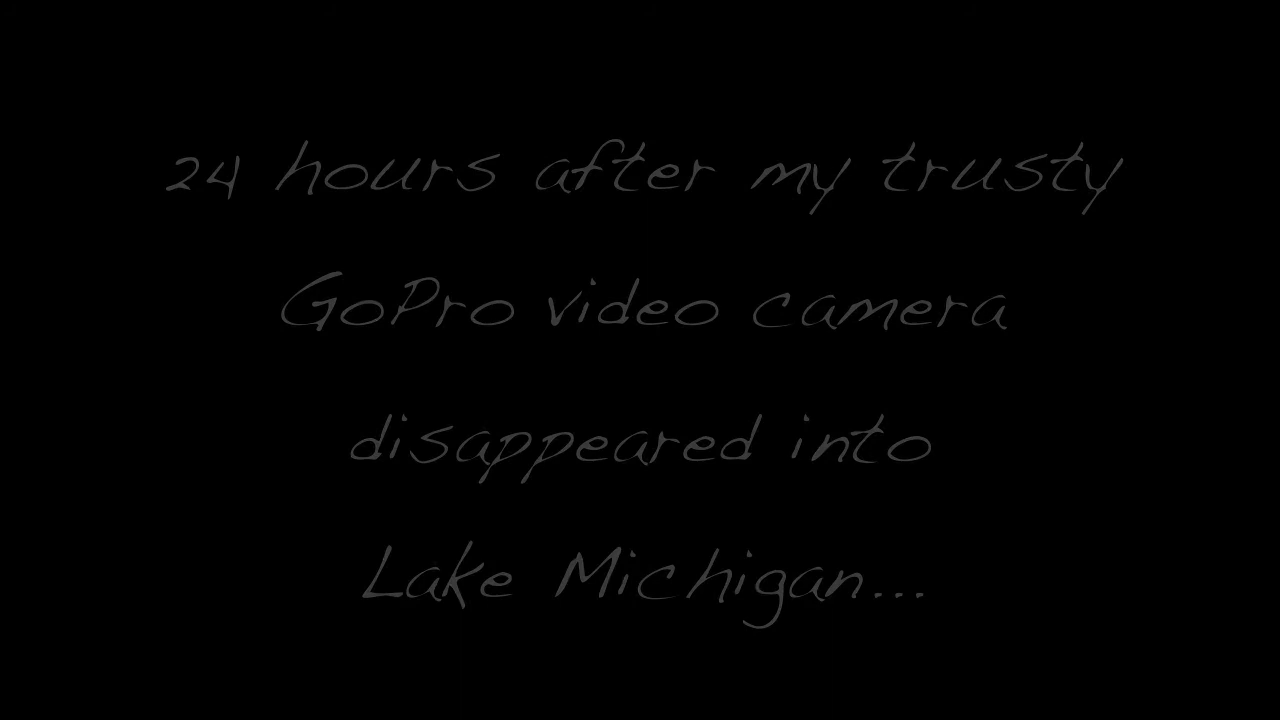 24 hours after my trusty
GoPro video camera
disappeared into
Lake Michigan...